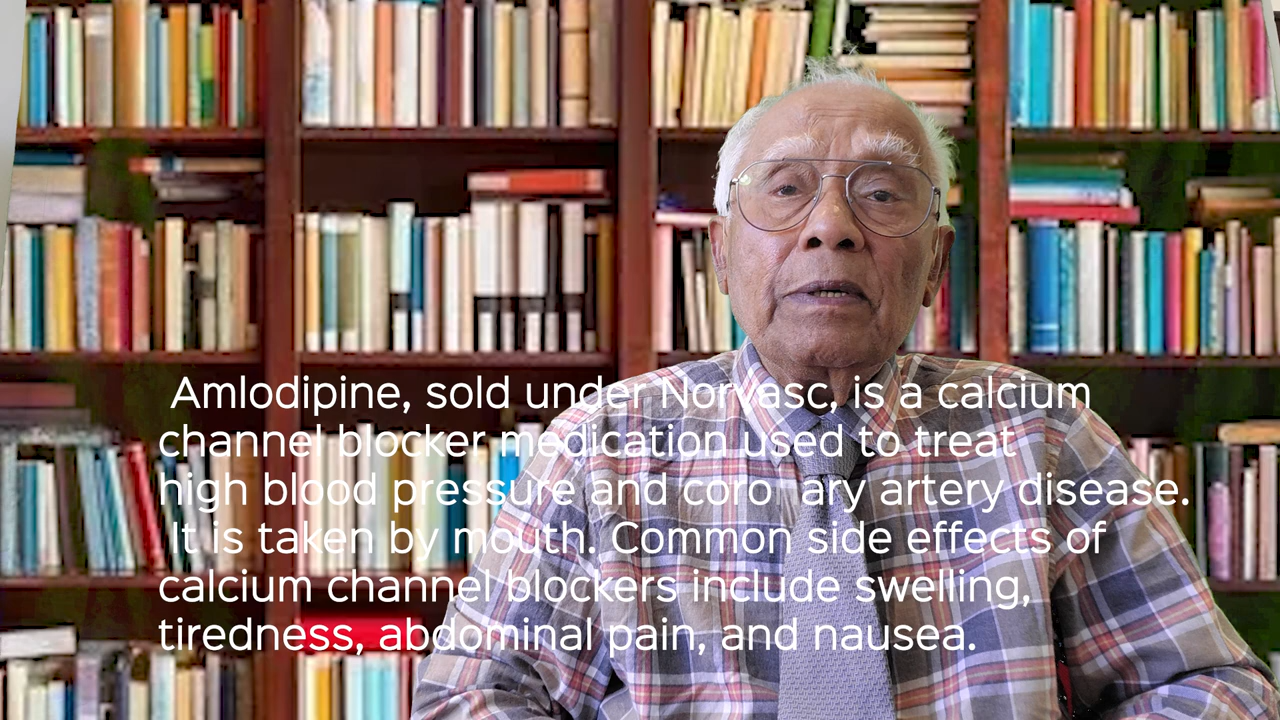 Amlodipine, sold under Norvasc, is a calcium
channel blocker medication used to treat
high blood pressure and coro ary artery disease.
It is taken by mouth. Common side effects of
calcium channel blockers include swelling,
tiredness, abdominal pain, and nausea.